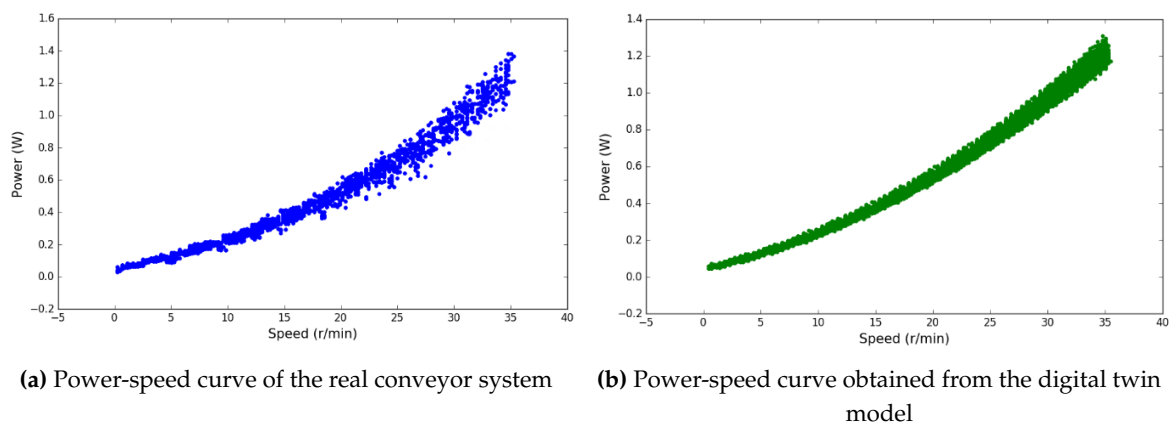 1.6
1.4
1.2
1.0
0.8
0.6
0.4
0.2
0.0
−0.2
Power (W)
−5 0 5 10 15 20 25 30 35 40
Speed (r/min)
(a) Power-speed curve of the real conveyor system
1.4
1.2
1.0
0.8
0.6
0.4
0.2
0.0
−0.2
Power (W)
−5 0 5 10 15 20 25 30 35 40
Speed (r/min)
(b) Power-speed curve obtained from the digital twin
model